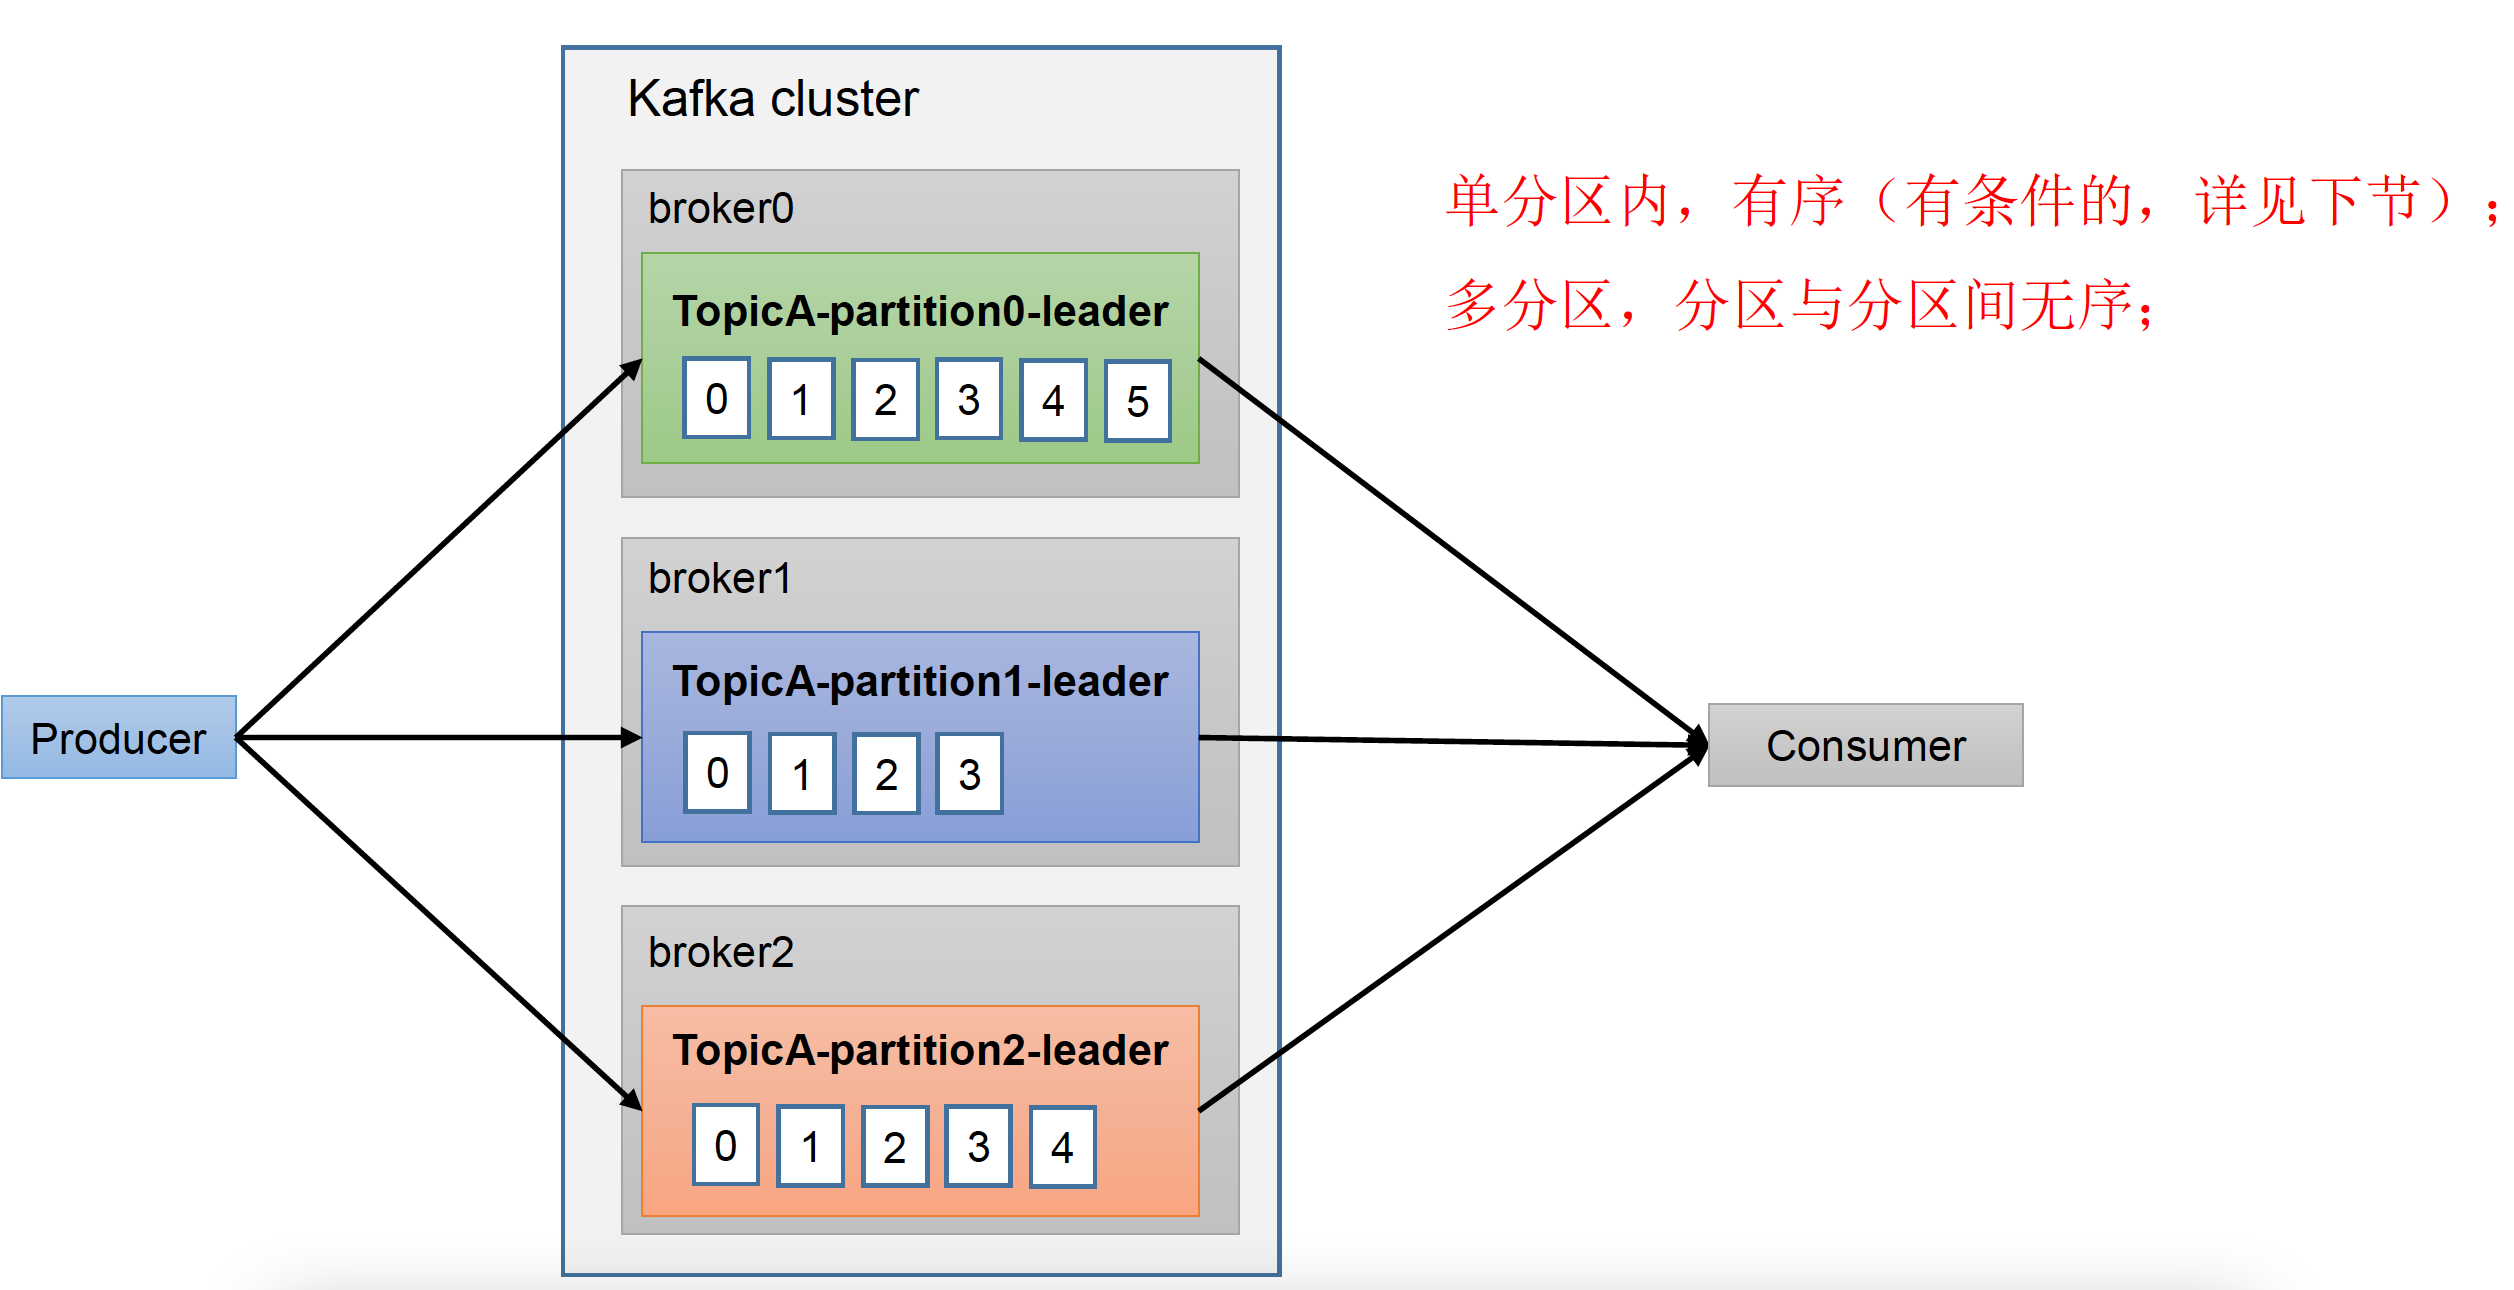 Kafka cluster
单分区内，有序（有条件的，详见下节）；
多分区，分区与分区间无序；
broker0
TopicA-partition0-leader
0 1 2 3 4 5
broker1
TopicA-partition1-leader
0 1 2 3
Producer
Consumer
broker2
TopicA-partition2-leader
0 1 2 3 4